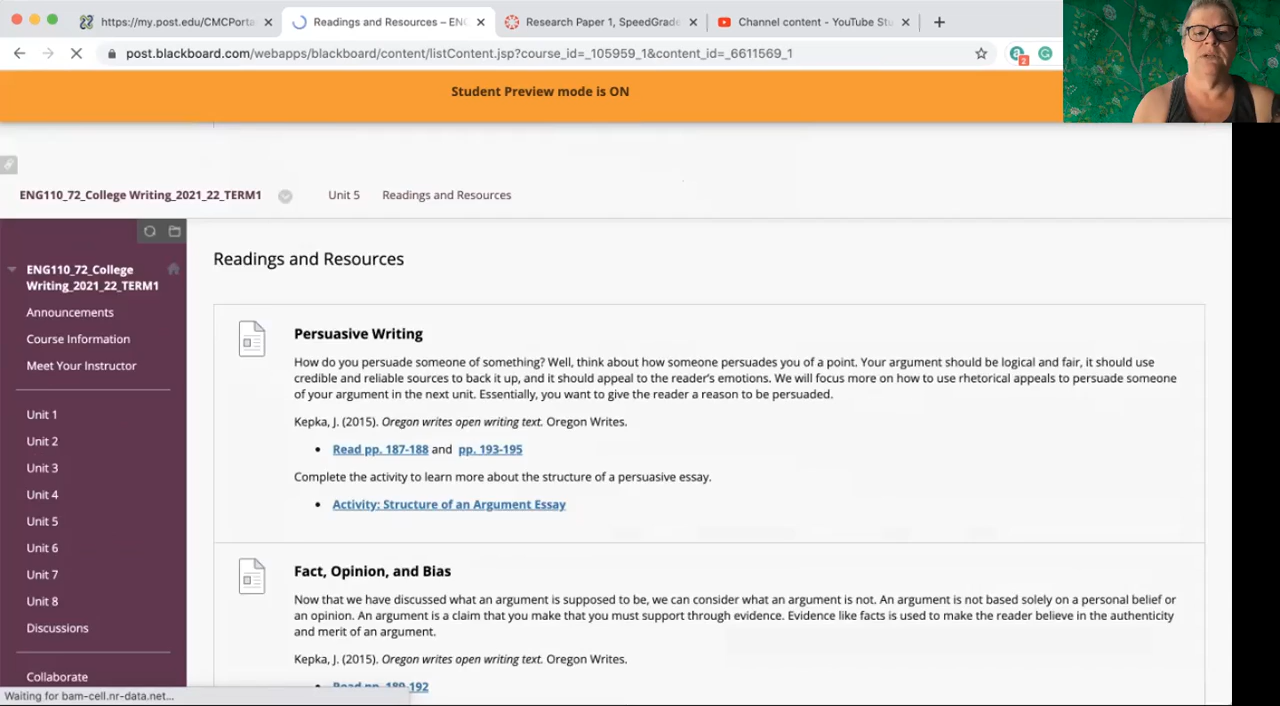 https://my.post.edu/CMCPorta
Readings and Resources – ENG
Research Paper 1, SpeedGrade
Channel content - YouTube Stu
post.blackboard.com/webapps/blackboard/content/listContent.jsp?course_id=_105959_1&content_id=_6611569_1
2
Student Preview mode is ON
ENG110_72_College Writing_2021_22_TERM1
Unit 5
Readings and Resources
ENG110_72_College
Writing_2021_22_TERM1
Announcements
Course Information
Meet Your Instructor
Unit 1
Unit 2
Unit 3
Unit 4
Unit 5
Unit 6
Unit 7
Unit 8
Discussions
Collaborate
Waiting for bam-cell.nr-data.net...
Readings and Resources
Persuasive Writing
How do you persuade someone of something? Well, think about how someone persuades you of a point. Your argument should be logical and fair, it should use
credible and reliable sources to back it up, and it should appeal to the reader's emotions. We will focus more on how to use rhetorical appeals to persuade someone
of your argument in the next unit. Essentially, you want to give the reader a reason to be persuaded.
Kepka, J. (2015). Oregon writes open writing text. Oregon Writes.
Read pp. 187-188 and pp. 193-195
Complete the activity to learn more about the structure of a persuasive essay.
Activity: Structure of an Argument Essay
Fact, Opinion, and Bias
Now that we have discussed what an argument is supposed to be, we can consider what an argument is not. An argument is not based solely on a personal belief or
an opinion. An argument is a claim that you make that you must support through evidence. Evidence like facts is used to make the reader believe in the authenticity
and merit of an argument.
Kepka, J. (2015). Oregon writes open writing text. Oregon Writes.
Read pp. 189-192